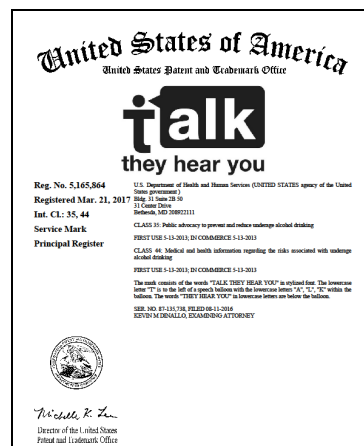 United States of America
United States Patent and Trademark Office
talk
they hear you
Reg. No. 5,165,864
Registered Mar. 21, 2017
Int. Cl.: 35, 44
Service Mark
Principal Register
U.S. Department of Health and Human Services (UNITED STATES agency of the United
States government )
Bldg. 31 Suite 2B 50
31 Center Drive
Bethesda, MD 208922111
CLASS 35: Public advocacy to prevent and reduce underage alcohol drinking
FIRST USE 5-13-2013; IN COMMERCE 5-13-2013
CLASS 44: Medical and health information regarding the risks associated with underage
alcohol drinking
FIRST USE 5-13-2013; IN COMMERCE 5-13-2013
The mark consists of the words "TALK THEY HEAR YOU" in stylized font. The lowercase
letter "T" is to the left of a speech balloon with the lowercase letters "A", "L", "K" within the
balloon. The words "THEY HEAR YOU" in lowercase letters are below the balloon.
SER. NO. 87-135,738, FILED 08-11-2016
KEVIN M DINALLO, EXAMINING ATTORNEY
Michelle K. Lee
Director of the United States
Patent and Trademark Office